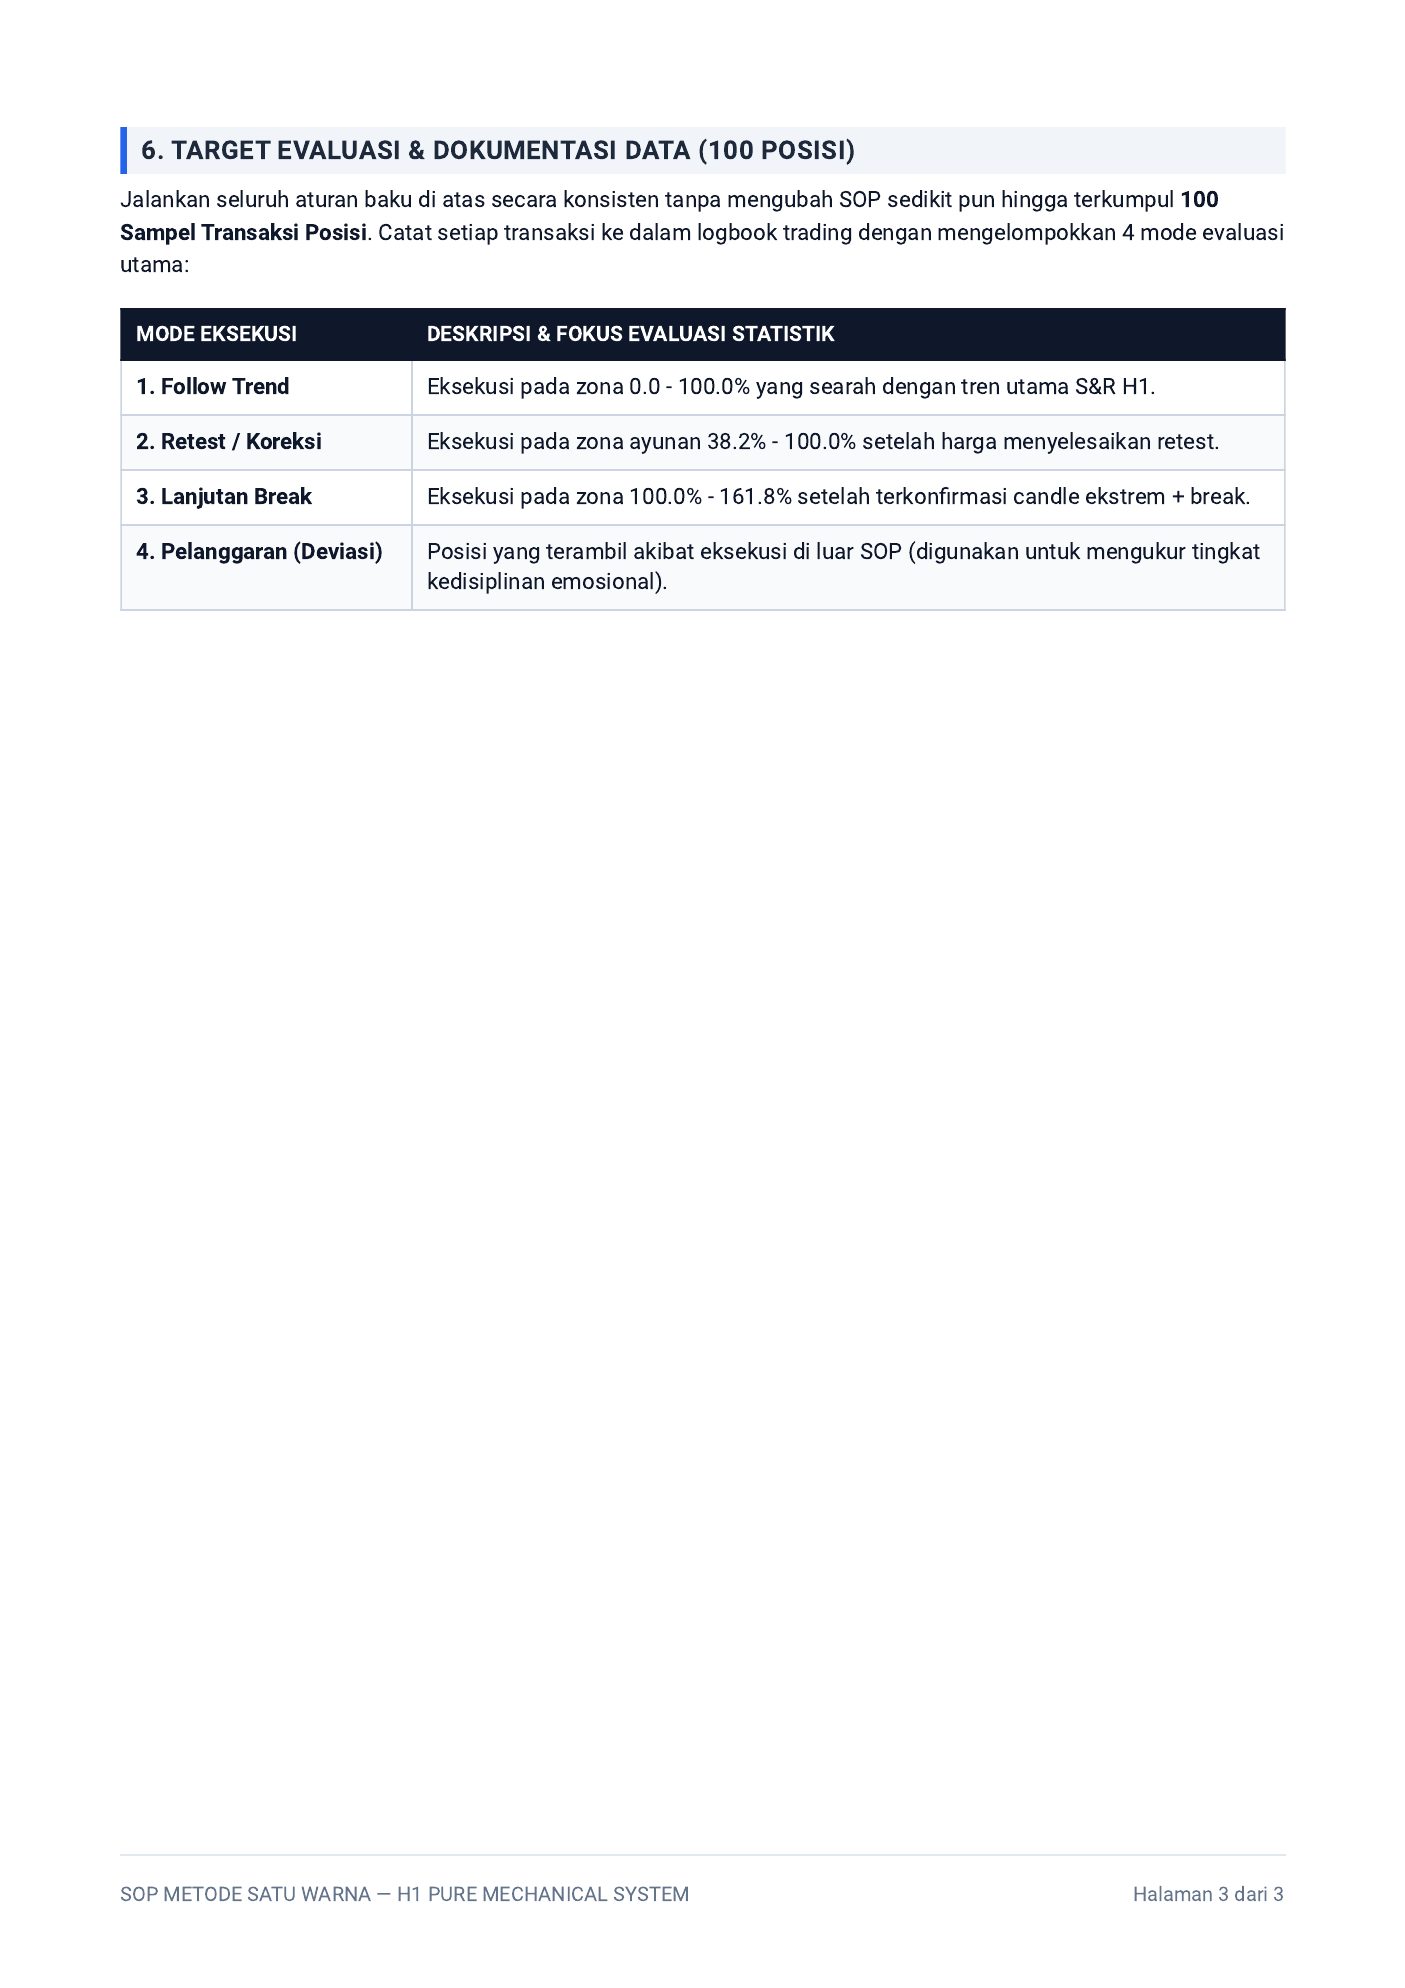 6. TARGET EVALUASI & DOKUMENTASI DATA (100 POSISI)
Jalankan seluruh aturan baku di atas secara konsisten tanpa mengubah SOP sedikit pun hingga terkumpul 100
Sampel Transaksi Posisi. Catat setiap transaksi ke dalam logbook trading dengan mengelompokkan 4 mode evaluasi
utama:
MODE EKSEKUSI DESKRIPSI & FOKUS EVALUASI STATISTIK
1. Follow Trend Eksekusi pada zona 0.0 - 100.0% yang searah dengan tren utama S&R H1.
2. Retest / Koreksi Eksekusi pada zona ayunan 38.2% - 100.0% setelah harga menyelesaikan retest.
3. Lanjutan Break Eksekusi pada zona 100.0% - 161.8% setelah terkonfirmasi candle ekstrem + break.
4. Pelanggaran (Deviasi) Posisi yang terambil akibat eksekusi di luar SOP (digunakan untuk mengukur tingkat
kedisiplinan emosional).
SOP METODE SATU WARNA — H1 PURE MECHANICAL SYSTEM Halaman 3 dari 3